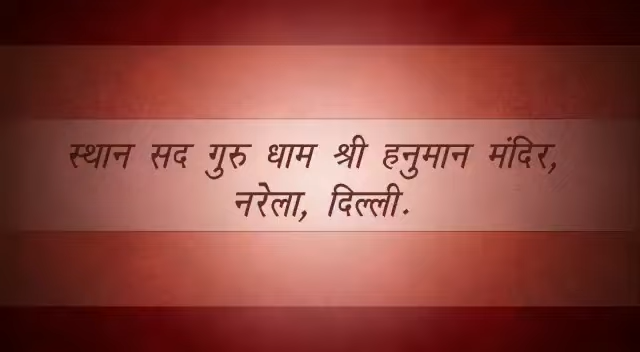 स्थान सद गुरु धाम श्री हनुमान मंदिर,
नरेला, दिल्ली.